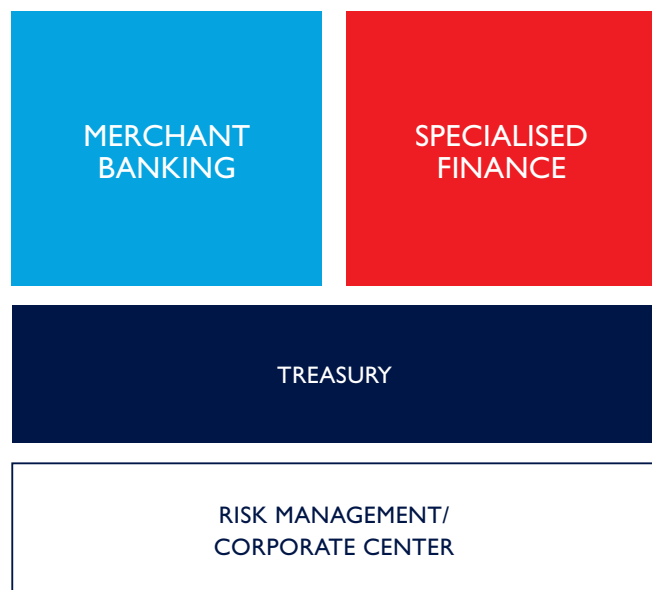 MERCHANT
BANKING
SPECIALISED
FINANCE
TREASURY
RISK MANAGEMENT/
CORPORATE CENTER